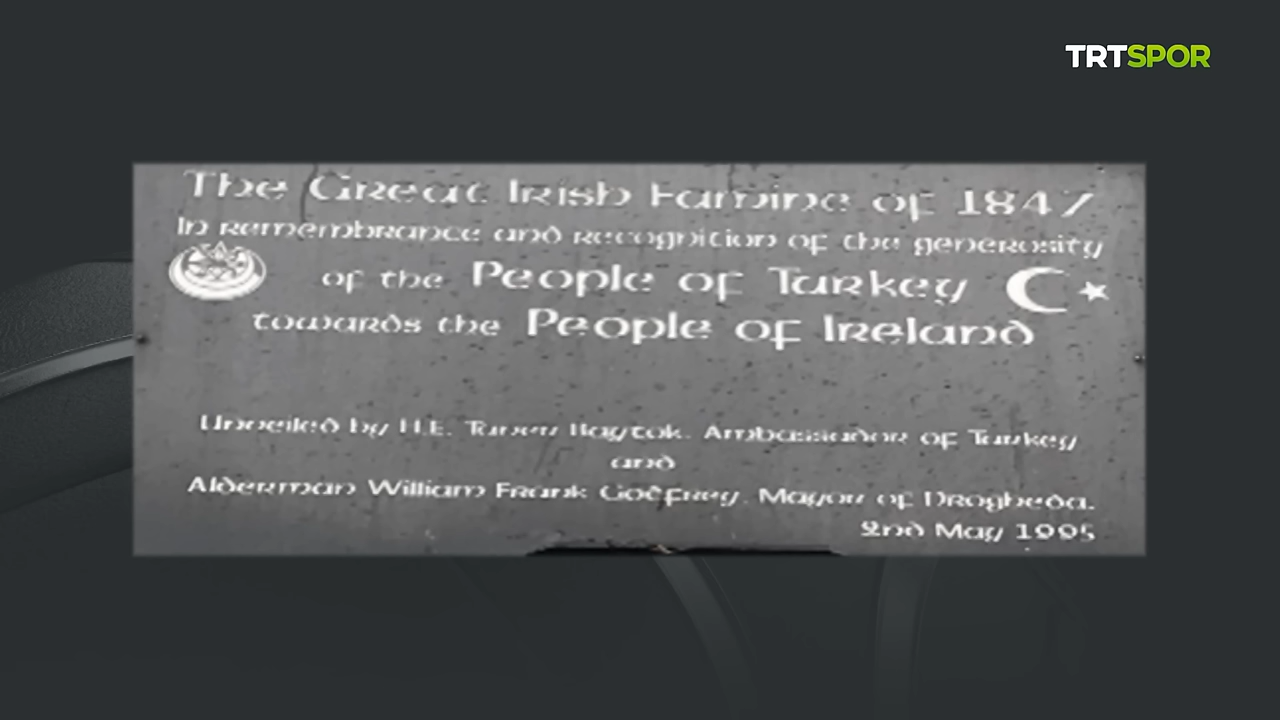 TRTSPOR
The Great Irish Famine of 1847
In remembrance and recognition of the generosity
of the People of Turkey
towards the People of Ireland
Unveiled by H.E. Taner Baytok, Ambassador of Turkey
and
Alderman William Frank Godfrey, Mayor of Drogheda,
2nd May 1995